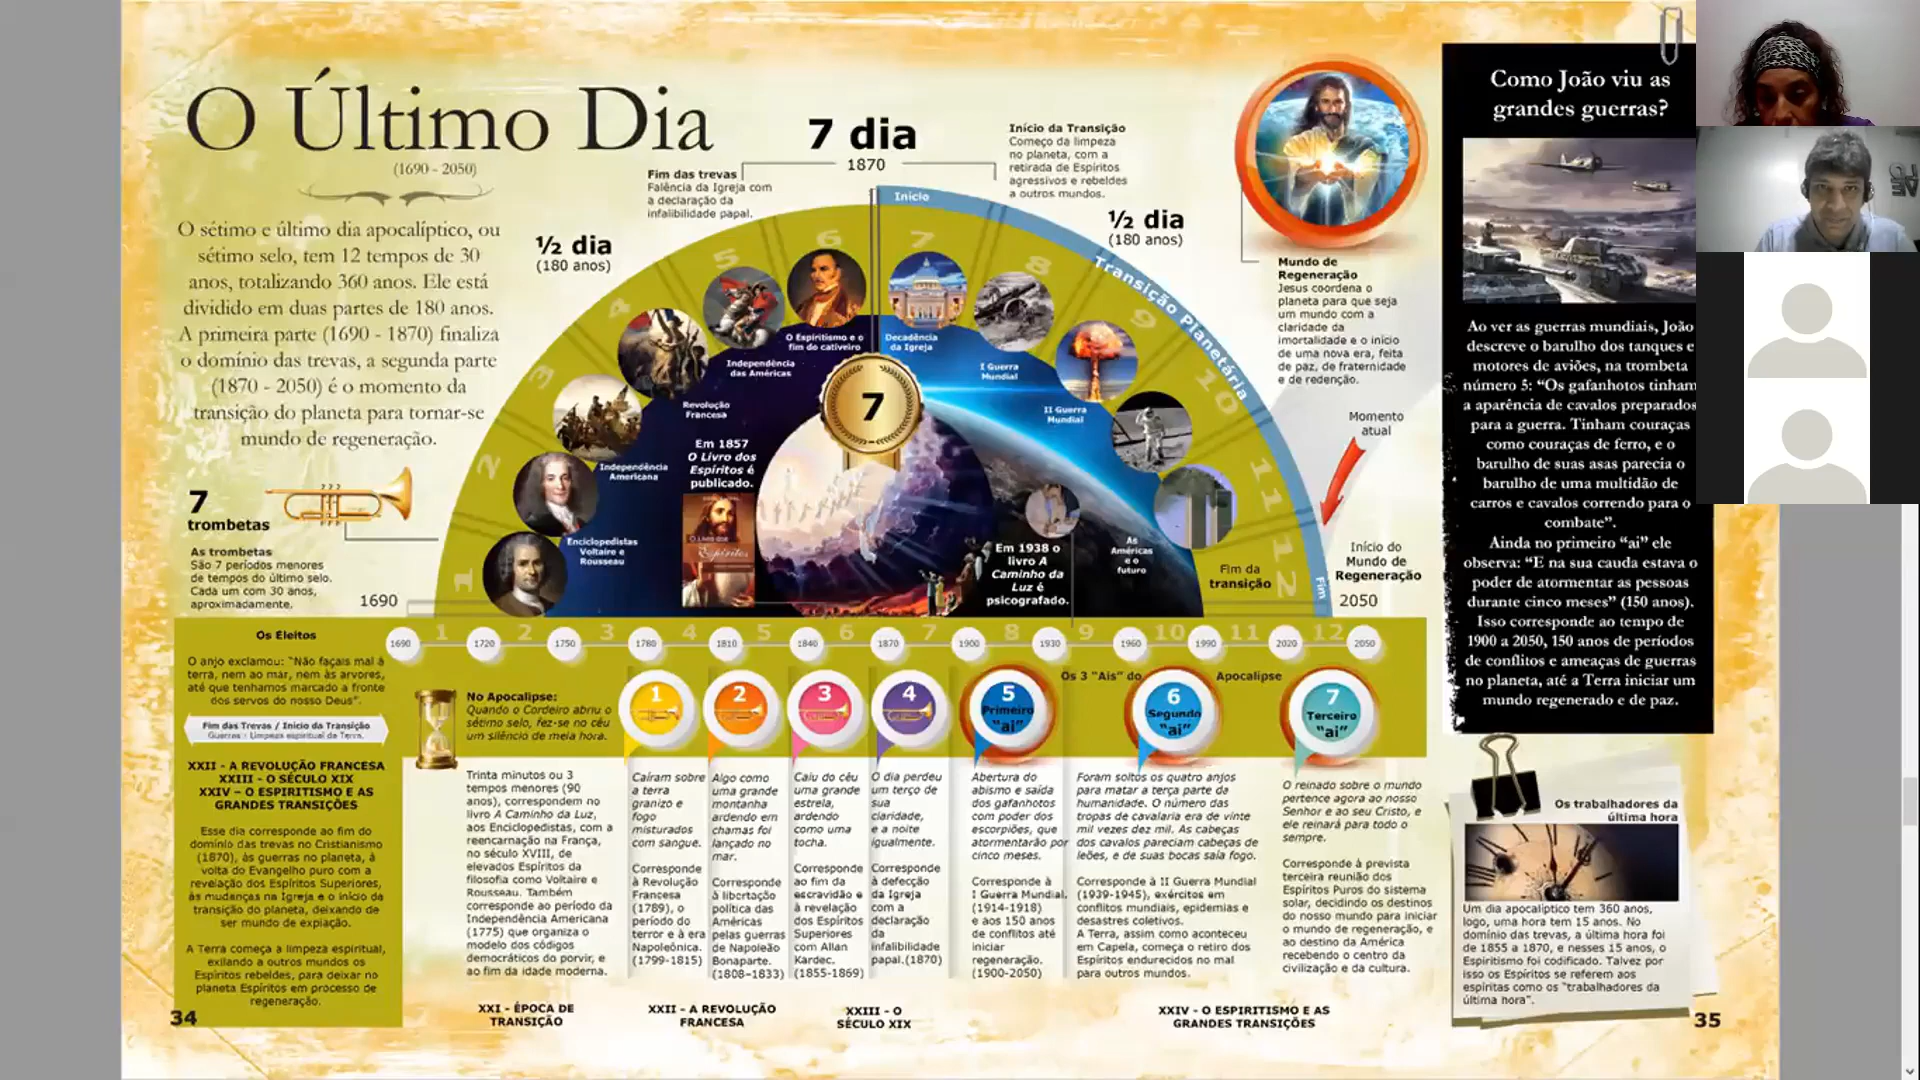 O Último Dia
(1690 - 2050)
O sétimo e último dia apocalíptico, ou
sétimo selo, tem 12 tempos de 30
anos, totalizando 360 anos. Ele está
dividido em duas partes de 180 anos.
A primeira parte (1690 - 1870) finaliza
o domínio das trevas, a segunda parte
(1870 - 2050) é o momento da
transição do planeta para tornar-se
mundo de regeneração.
7 dia
1870
Fim das trevas
Falência da Igreja com
a declaração da
infalibilidade papal.
Início da Transição
Começo da limpeza
no planeta, com a
retirada de Espíritos
agressivos e rebeldes
a outros mundos.
½ dia
(180 anos)
½ dia
(180 anos)
Início
Transição Planetária
Fim
1
2
3
4
5
6
7
8
9
10
11
12
Enciclopedistas
Voltaire e
Rousseau
Independência
Americana
Revolução
Francesa
Independência
das Américas
O Espiritismo e o
fim do cativeiro
Decadência
da Igreja
I Guerra
Mundial
II Guerra
Mundial
As
Américas
e o
futuro
Fim da
transição
7
Em 1857
O Livro dos
Espíritos é
publicado.
O Livro dos
Espíritos
Em 1938 o
livro A
Caminho da
Luz é
psicografado.
Mundo de
Regeneração
Jesus coordena o
planeta para que seja
um mundo com a
claridade da
imortalidade e o início
de uma nova era, feita
de paz, de fraternidade
e de redenção.
Momento
atual
Início do
Mundo de
Regeneração
2050
7
trombetas
As trombetas
São 7 períodos menores
de tempos do último selo.
Cada um com 30 anos,
aproximadamente.
1690
1690 1 1720 2 1750 3 1780 4 1810 5 1840 6 1870 7 1900 8 1930 9 1960 10 1990 11 2020 12 2050
Os Eleitos
O anjo exclamou: "Não façais mal à
terra, nem ao mar, nem às arvores,
até que tenhamos marcado a fronte
dos servos do nosso Deus".
Fim das Trevas / Início da Transição
Guerras - Limpeza espiritual da Terra.
XXII - A REVOLUÇÃO FRANCESA
XXIII - O SÉCULO XIX
XXIV - O ESPIRITISMO E AS
GRANDES TRANSIÇÕES
Esse dia corresponde ao fim do
domínio das trevas no Cristianismo
(1870), às guerras no planeta, à
volta do Evangelho puro com a
revelação dos Espíritos Superiores,
às mudanças na Igreja e o início da
transição do planeta, deixando de
ser mundo de expiação.
A Terra começa a limpeza espiritual,
exilando a outros mundos os
Espíritos rebeldes, para deixar no
planeta Espíritos em processo de
regeneração.
34
No Apocalipse:
Quando o Cordeiro abriu o
sétimo selo, fez-se no céu
um silêncio de meia hora.
Trinta minutos ou 3
tempos menores (90
anos), correspondem no
livro A Caminho da Luz,
aos Enciclopedistas, com a
reencarnação na França,
no século XVIII, de
elevados Espíritos da
filosofia como Voltaire e
Rousseau. Também
corresponde ao período da
Independência Americana
(1775) que organiza o
modelo dos códigos
democráticos do porvir, e
ao fim da idade moderna.
XXI - ÉPOCA DE
TRANSIÇÃO
1
Caíram sobre
a terra
granizo e
fogo
misturados
com sangue.
Corresponde
à Revolução
Francesa
(1789), o
período do
terror e à era
Napoleônica.
(1799-1815)
2
Algo como
uma grande
montanha
ardendo em
chamas foi
lançado no
mar.
Corresponde
à libertação
política das
Américas
pelas guerras
de Napoleão
Bonaparte.
(1808-1833)
XXII - A REVOLUÇÃO
FRANCESA
3
Caiu do céu
uma grande
estrela,
ardendo
como uma
tocha.
Corresponde
ao fim da
escravidão e
à revelação
dos Espíritos
Superiores
com Allan
Kardec.
(1855-1869)
4
O dia perdeu
um terço de
sua
claridade,
e a noite
igualmente.
Corresponde
à defecção
da Igreja
com a
declaração
da
infalibilidade
papal.(1870)
XXIII - O
SÉCULO XIX
Os 3 "Ais" do Apocalipse
5
Primeiro
"ai"
Abertura do
abismo e saída
dos gafanhotos
com poder dos
escorpiões, que
atormentarão por
cinco meses.
Corresponde à
I Guerra Mundial,
(1914-1918)
e aos 150 anos
de conflitos até
iniciar
regeneração.
(1900-2050)
6
Segundo
"ai"
Foram soltos os quatro anjos
para matar a terça parte da
humanidade. O número das
tropas de cavalaria era de vinte
mil vezes dez mil. As cabeças
dos cavalos pareciam cabeças de
leões, e de suas bocas saía fogo.
Corresponde à II Guerra Mundial
(1939-1945), exércitos em
conflitos mundiais, epidemias e
desastres coletivos.
A Terra, assim como aconteceu
em Capela, começa o retiro dos
Espíritos endurecidos no mal
para outros mundos.
7
Terceiro
"ai"
O reinado sobre o mundo
pertence agora ao nosso
Senhor e ao seu Cristo, e
ele reinará para todo o
sempre.
Corresponde à prevista
terceira reunião dos
Espíritos Puros do sistema
solar, decidindo os destinos
do nosso mundo para iniciar
o mundo de regeneração, e
ao destino da América
recebendo o centro da
civilização e da cultura.
XXIV - O ESPIRITISMO E AS
GRANDES TRANSIÇÕES
Como João viu as
grandes guerras?
Ao ver as guerras mundiais, João
descreve o barulho dos tanques e
motores de aviões, na trombeta
número 5: "Os gafanhotos tinham
a aparência de cavalos preparados
para a guerra. Tinham couraças
como couraças de ferro, e o
barulho de suas asas parecia o
barulho de uma multidão de
carros e cavalos correndo para o
combate".
Ainda no primeiro "ai" ele
observa: "E na sua cauda estava o
poder de atormentar as pessoas
durante cinco meses" (150 anos).
Isso corresponde ao tempo de
1900 a 2050, 150 anos de períodos
de conflitos e ameaças de guerras
no planeta, até a Terra iniciar um
mundo regenerado e de paz.
Os trabalhadores da
última hora
Um dia apocalíptico tem 360 anos,
logo, uma hora tem 15 anos. No
domínio das trevas, a última hora foi
de 1855 a 1870, e nesses 15 anos, o
Espiritismo foi codificado. Talvez por
isso os Espíritos se referem aos
espíritas como os "trabalhadores da
última hora".
35